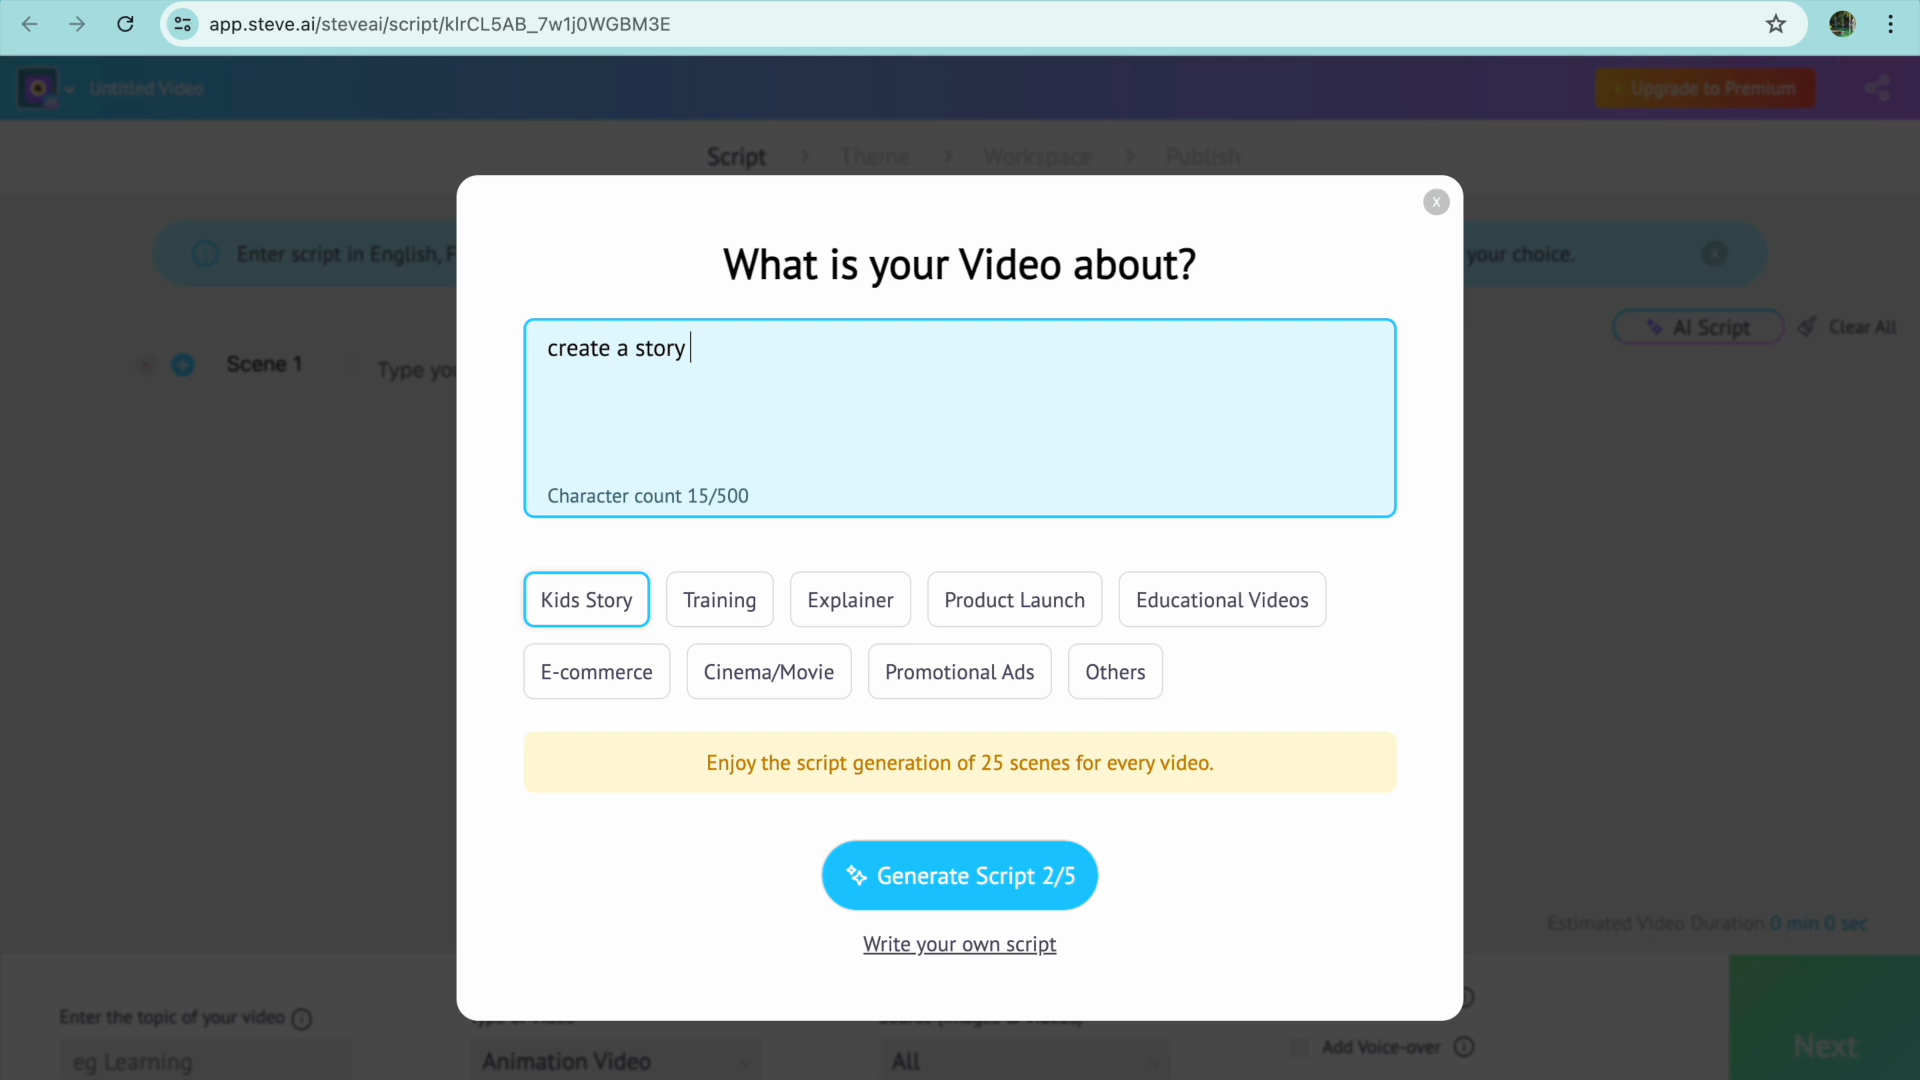 app.steve.ai/steveai/script/klrCL5AB_7w1j0WGBM3E
Untitled Video
Upgrade to Premium
Script > Theme > Workspace > Publish
Enter script in English, F
your choice.
AI Script
Clear All
Scene 1
Type you
X
What is your Video about?
create a story
Character count 15/500
Kids Story
Training
Explainer
Product Launch
Educational Videos
E-commerce
Cinema/Movie
Promotional Ads
Others
Enjoy the script generation of 25 scenes for every video.
Generate Script 2/5
Write your own script
Estimated Video Duration 0 min 0 sec
Enter the topic of your video
eg Learning
Animation Video
All
Add Voice-over
Next